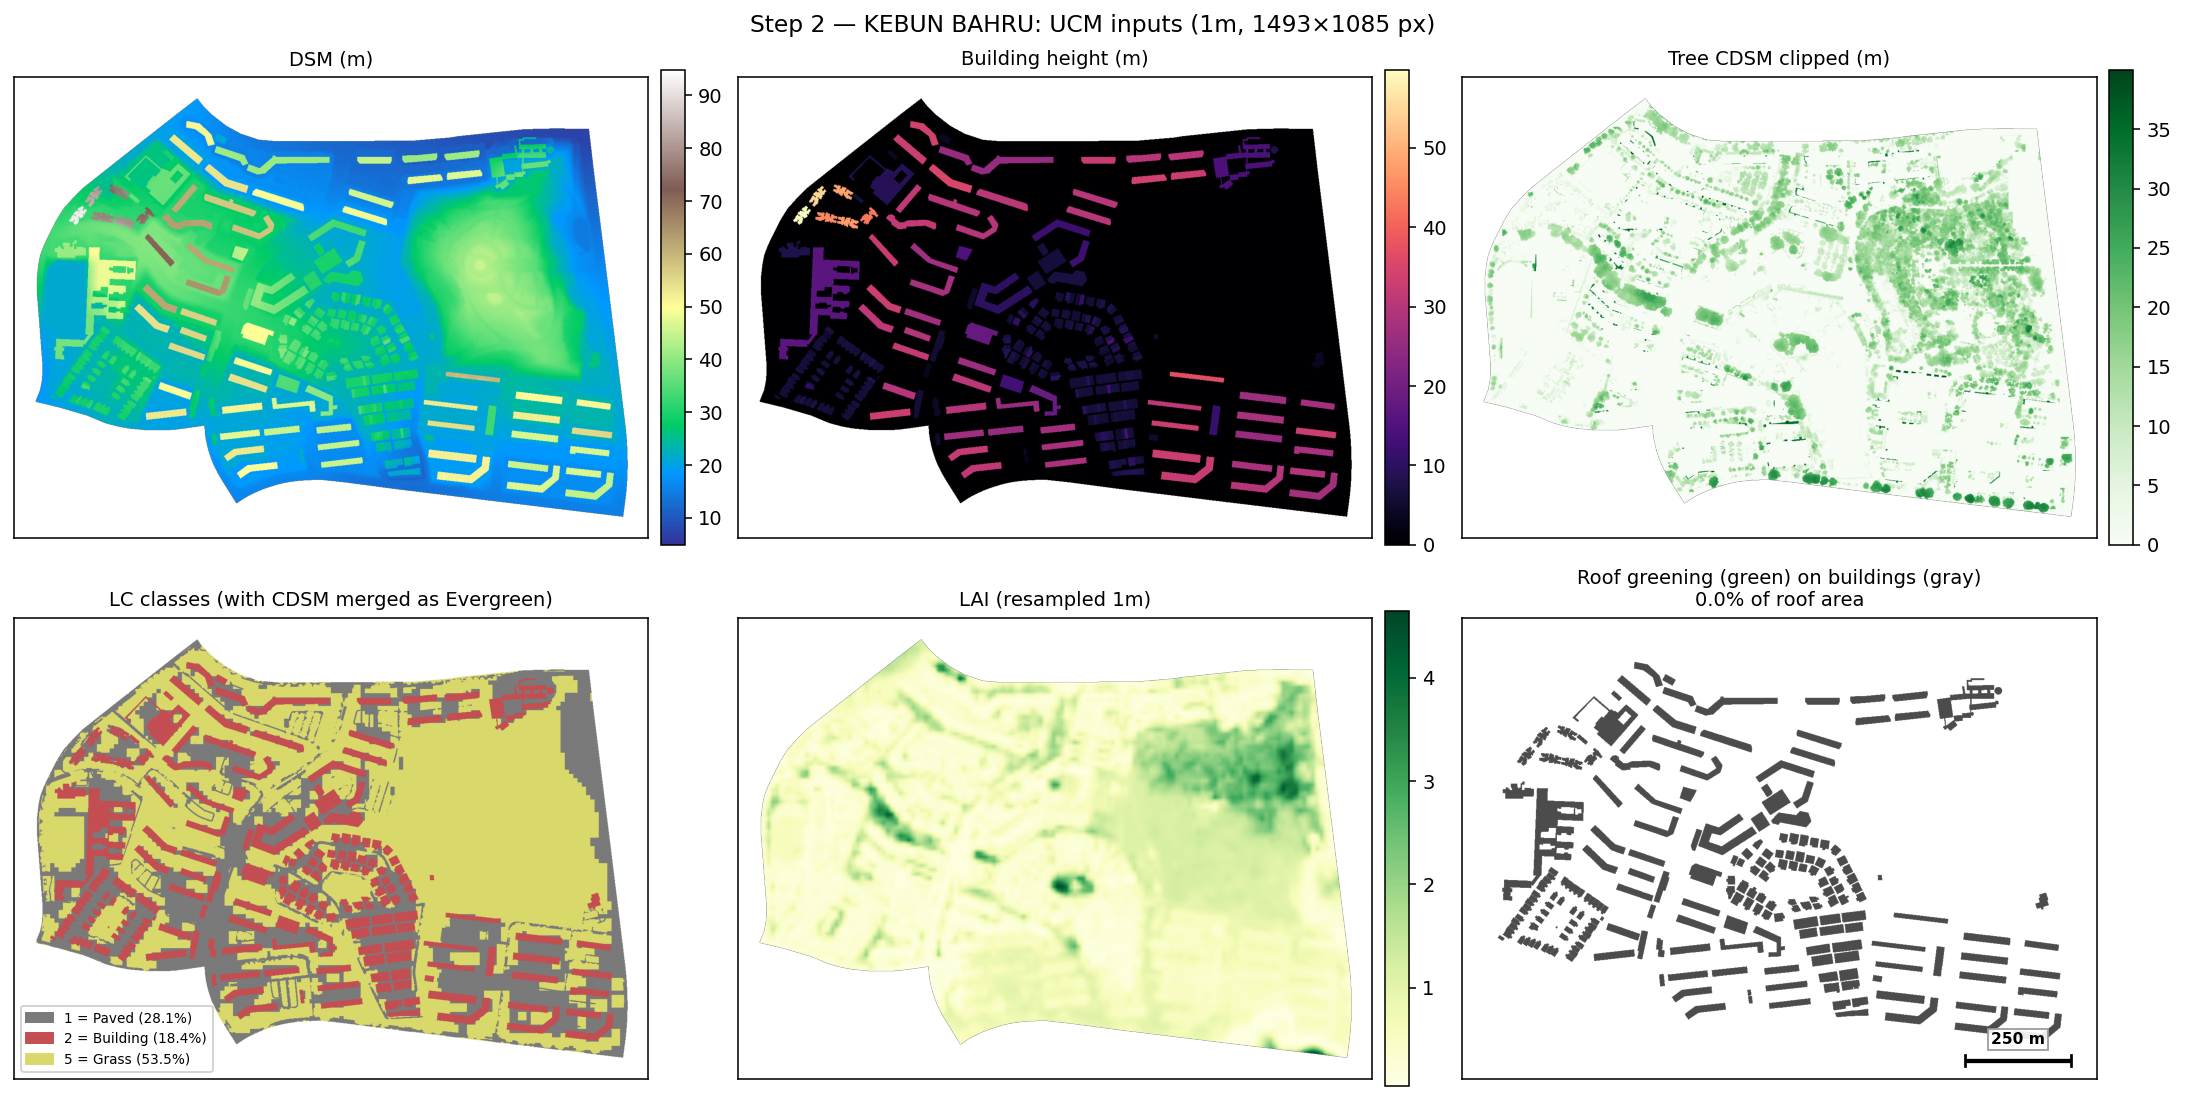 Step 2 — KEBUN BAHRU: UCM inputs (1m, 1493×1085 px)
DSM (m)
90
80
70
60
50
40
30
20
10
Building height (m)
50
40
30
20
10
0
Tree CDSM clipped (m)
35
30
25
20
15
10
5
0
LC classes (with CDSM merged as Evergreen)
1 = Paved (28.1%)
2 = Building (18.4%)
5 = Grass (53.5%)
LAI (resampled 1m)
4
3
2
1
Roof greening (green) on buildings (gray)
0.0% of roof area
250 m